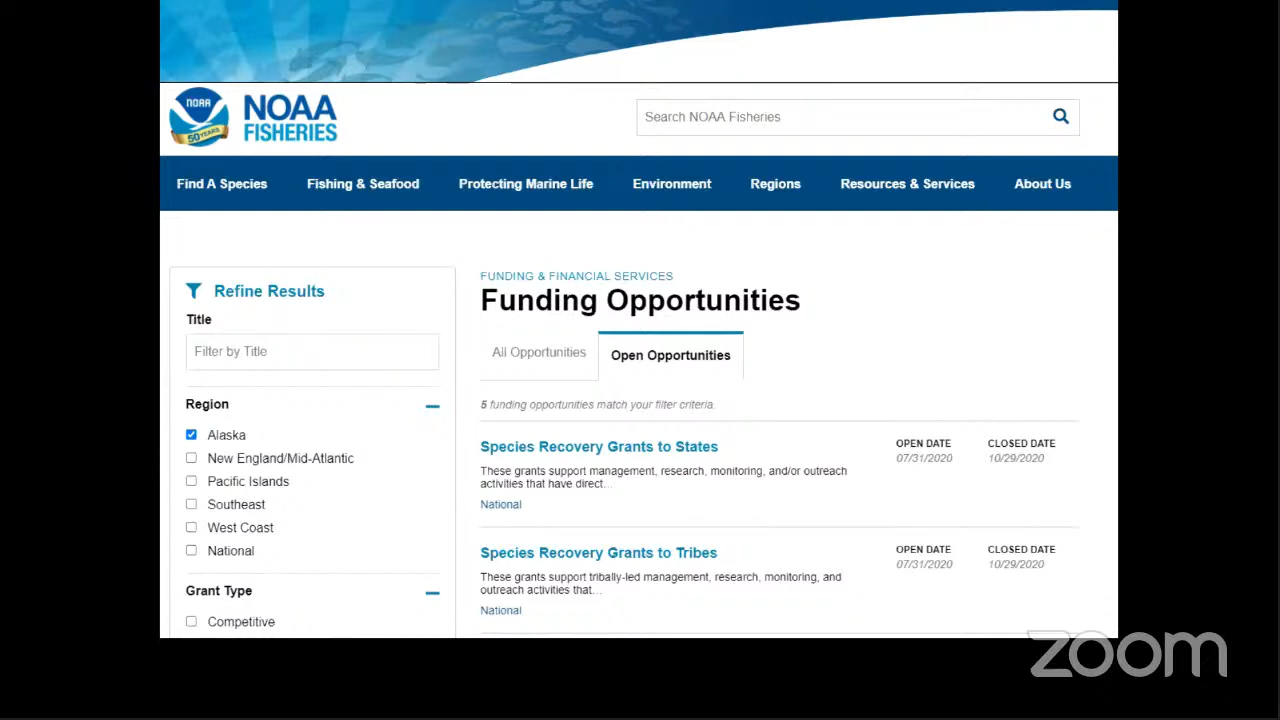 NOAA
50 YEARS
NOAA
FISHERIES
Search NOAA Fisheries
Find A Species
Fishing & Seafood
Protecting Marine Life
Environment
Regions
Resources & Services
About Us
Refine Results
Title
Filter by Title
Region
Alaska
New England/Mid-Atlantic
Pacific Islands
Southeast
West Coast
National
Grant Type
Competitive
FUNDING & FINANCIAL SERVICES
Funding Opportunities
All Opportunities
Open Opportunities
5 funding opportunities match your filter criteria.
Species Recovery Grants to States
These grants support management, research, monitoring, and/or outreach
activities that have direct...
National
OPEN DATE
07/31/2020
CLOSED DATE
10/29/2020
Species Recovery Grants to Tribes
These grants support tribally-led management, research, monitoring, and
outreach activities that...
National
OPEN DATE
07/31/2020
CLOSED DATE
10/29/2020
zoom